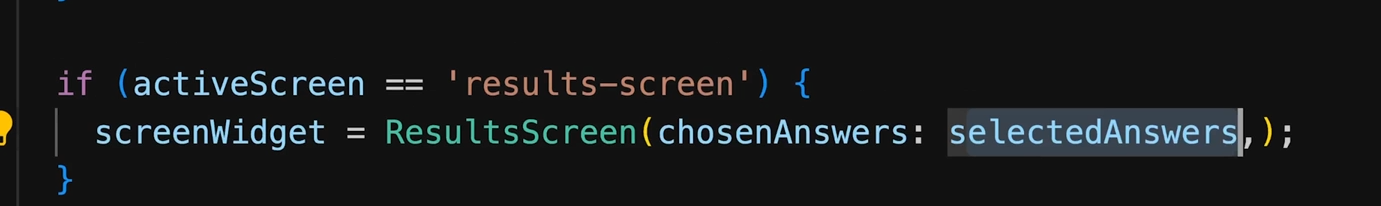 if (activeScreen == 'results-screen') {
screenWidget = ResultsScreen(chosenAnswers: selectedAnswers,);
}